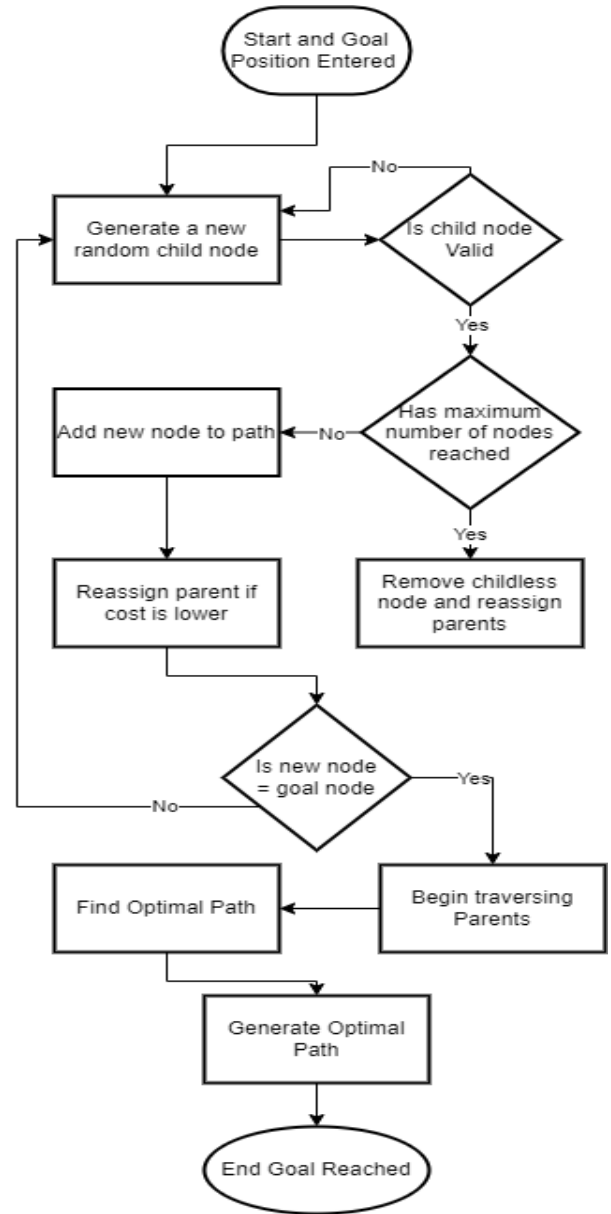 Start and Goal
Position Entered
No
Generate a new
random child node
Is child node
Valid
Yes
Has maximum
number of nodes
reached
No
Add new node to path
Yes
Reassign parent if
cost is lower
Remove childless
node and reassign
parents
Is new node
= goal node
Yes
No
Begin traversing
Parents
Find Optimal Path
Generate Optimal
Path
End Goal Reached